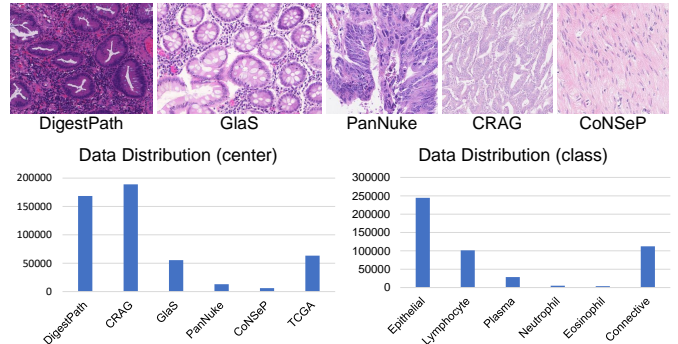 DigestPath GlaS PanNuke CRAG CoNSeP
Data Distribution (center)
200000
150000
100000
50000
0
DigestPath CRAG GlaS PanNuke CoNSeP TCGA
Data Distribution (class)
300000
250000
200000
150000
100000
50000
0
Epithelial Lymphocyte Plasma Neutrophil Eosinophil Connective